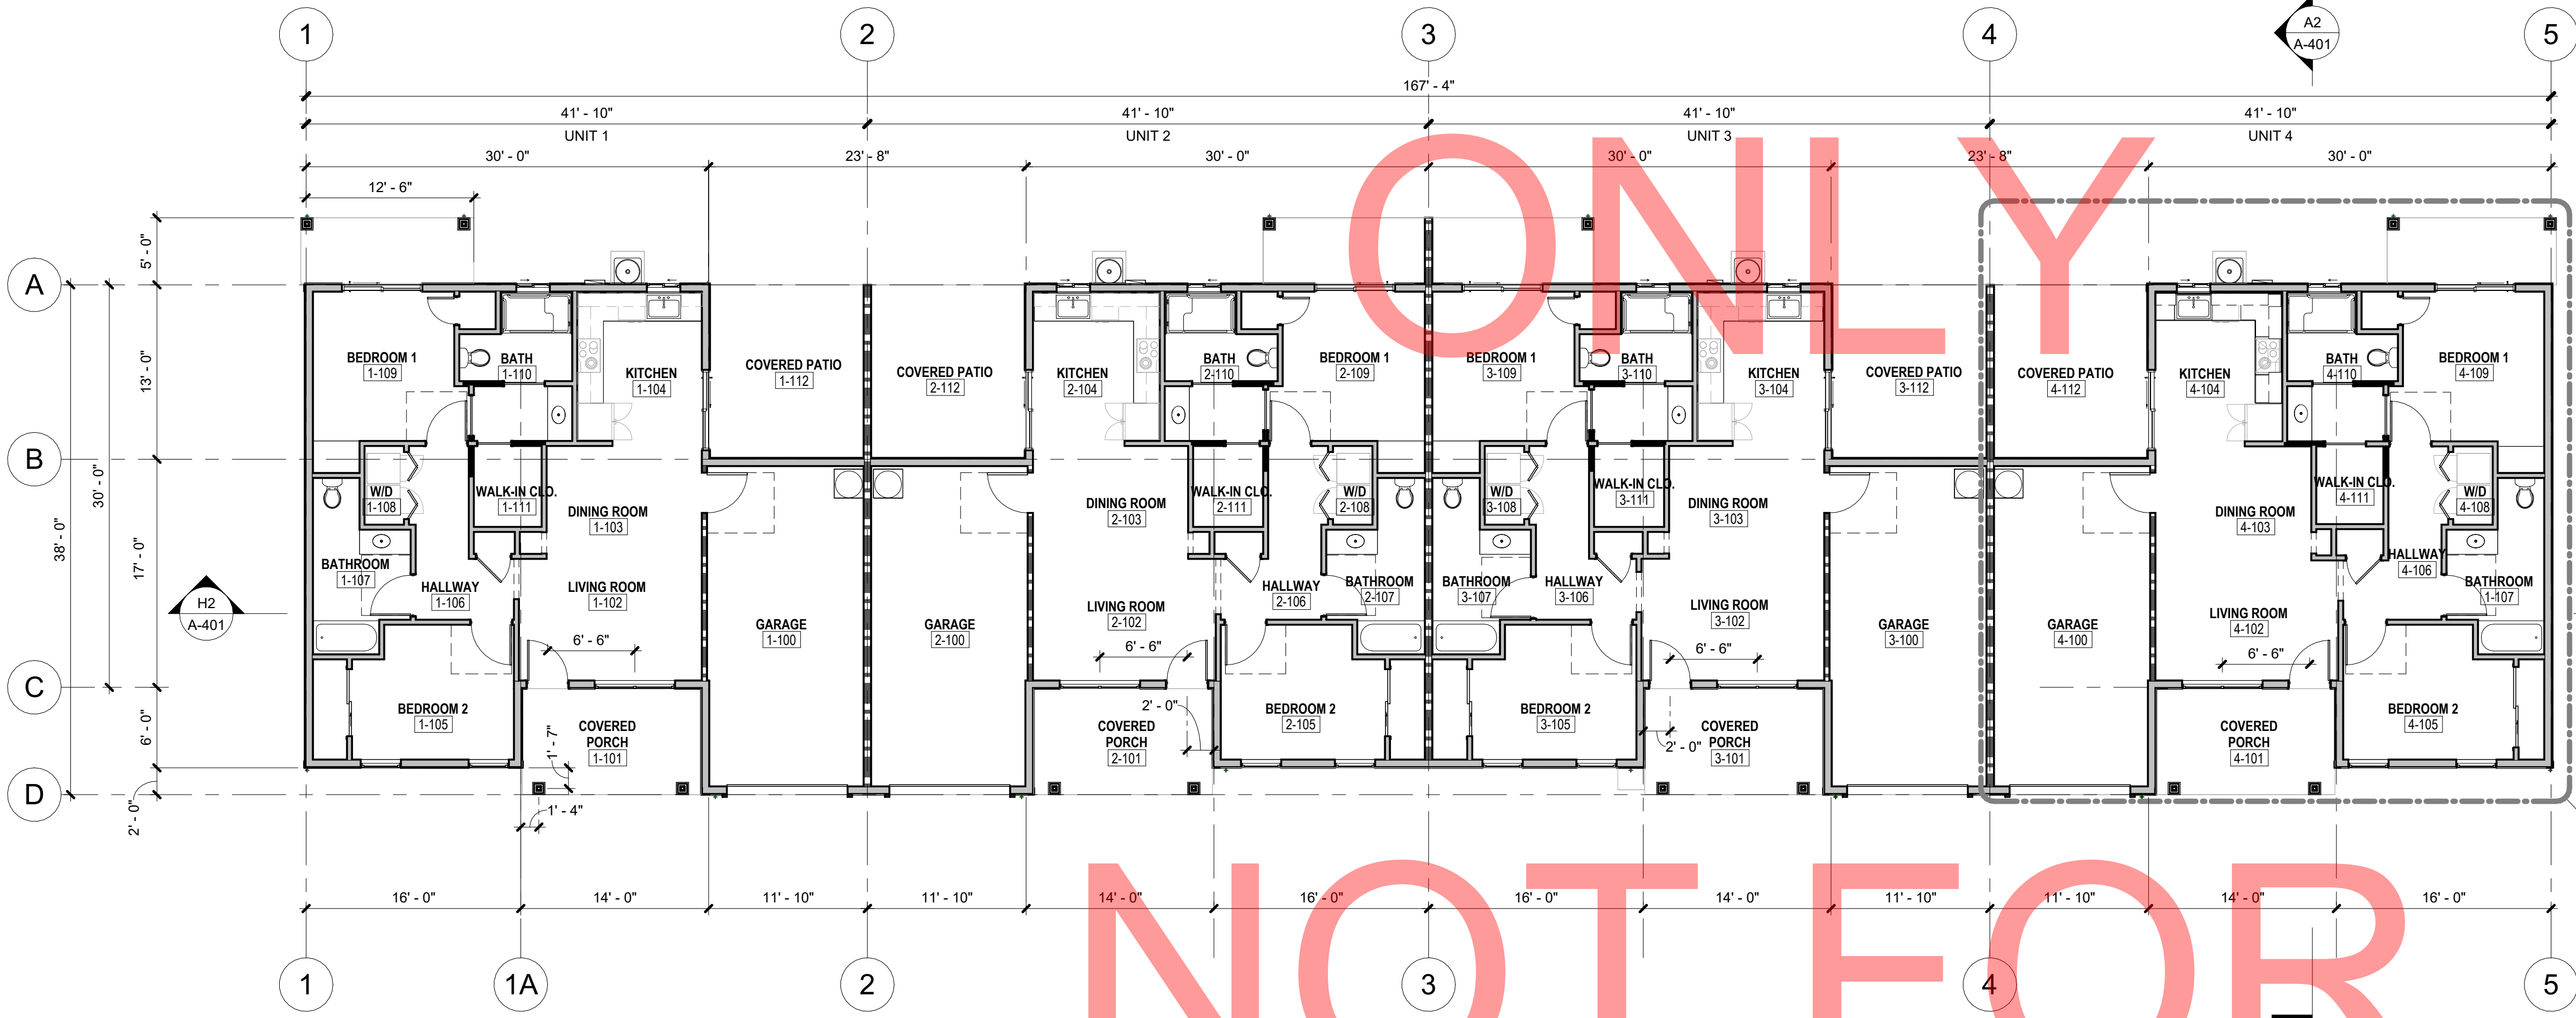 1 2 3 4 5
A2
A-401
167' - 4"
41' - 10" 41' - 10" 41' - 10" 41' - 10"
UNIT 1 UNIT 2 UNIT 3 UNIT 4
30' - 0" 23' - 8" 30' - 0" 30' - 0" 23' - 8" 30' - 0"
12' - 6"
ONLY
5' - 0"
A
13' - 0"
B
30' - 0"
38' - 0"
17' - 0"
H2
A-401
C
6' - 0"
D
2' - 0"
BEDROOM 1
1-109
BATH
1-110
KITCHEN
1-104
COVERED PATIO
1-112
W/D
1-108
WALK-IN CLO.
1-111
DINING ROOM
1-103
BATHROOM
1-107
HALLWAY
1-106
LIVING ROOM
1-102
GARAGE
1-100
6' - 6"
BEDROOM 2
1-105
COVERED
PORCH
1-101
1' - 7"
1' - 4"
COVERED PATIO
2-112
KITCHEN
2-104
BATH
2-110
BEDROOM 1
2-109
DINING ROOM
2-103
WALK-IN CLO.
2-111
W/D
2-108
HALLWAY
2-106
BATHROOM
2-107
LIVING ROOM
2-102
GARAGE
2-100
6' - 6"
2' - 0"
COVERED
PORCH
2-101
BEDROOM 2
2-105
BEDROOM 1
3-109
BATH
3-110
KITCHEN
3-104
COVERED PATIO
3-112
W/D
3-108
WALK-IN CLO.
3-111
DINING ROOM
3-103
BATHROOM
3-107
HALLWAY
3-106
LIVING ROOM
3-102
GARAGE
3-100
6' - 6"
BEDROOM 2
3-105
2' - 0"
COVERED
PORCH
3-101
COVERED PATIO
4-112
KITCHEN
4-104
BATH
4-110
BEDROOM 1
4-109
DINING ROOM
4-103
WALK-IN CLO.
4-111
W/D
4-108
HALLWAY
4-106
BATHROOM
1-107
LIVING ROOM
4-102
GARAGE
4-100
6' - 6"
COVERED
PORCH
4-101
BEDROOM 2
4-105
16' - 0" 14' - 0" 11' - 10" 11' - 10" 14' - 0" 16' - 0" 16' - 0" 14' - 0" 11' - 10" 11' - 10" 14' - 0" 16' - 0"
NOT FOR
1 1A 2 3 4 5